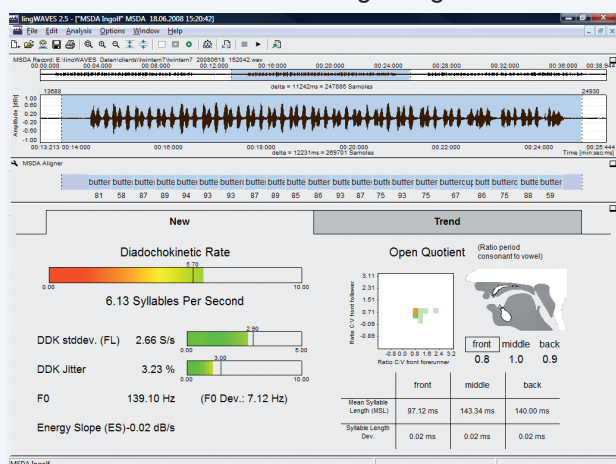 lingWAVES 2.5 - ["MSDA Ingolf" MSDA 18.06.2008 15:20:42]
File Edit Analysis Options Window Help
MSDA Record: E:\linoWAVES_Daten\clients\lwintern7\lwintern7_20080618_152042.wav
00:00.000 00:04.000 00:08.000 00:12.000 00:16.000 00:20.000 00:24.000 00:28.000 00:32.000 00:36.000 00:38:944
delta = 11242ms = 247886 Samples
13688 24930
Amplitude [dB]
1.00
0.60
0.20
-0.20
-0.60
-1.00
00:13:213 00:14:000 00:16:000 00:18:000 00:20:000 00:22:000 00:24:000 00:25:444
delta = 12231ms = 269701 Samples
Time [min:sec:ms]
MSDA Aligner
81 58 87 89 94 93 93 87 89 85 86 93 87 75 93 75 67 86 75 88 59
New Trend
Diadochokinetic Rate
5.70
0.00 10.00
6.13 Syllables Per Second
DDK stddev. (FL) 2.66 S/s
2.90
0.00 5.00
DDK Jitter 3.23 %
3.00
0.00 10.00
F0 139.10 Hz (F0 Dev.: 7.12 Hz)
Energy Slope (ES)-0.02 dB/s
Open Quotient (Ratio period
consonant to vowel)
Ratio C:V front follower
3.11
2.31
1.51
0.71
-0.09
-0.89
-0.8 0.0 0.8 1.6 2.4 3.2
Ratio C:V front forerunner
front middle back
0.8 1.0 0.9
front middle back
Mean Syllable
Length (MSL) 97.12 ms 143.34 ms 140.00 ms
Syllable Length
Dev. 0.02 ms 0.02 ms 0.02 ms
MSDA Ingolf